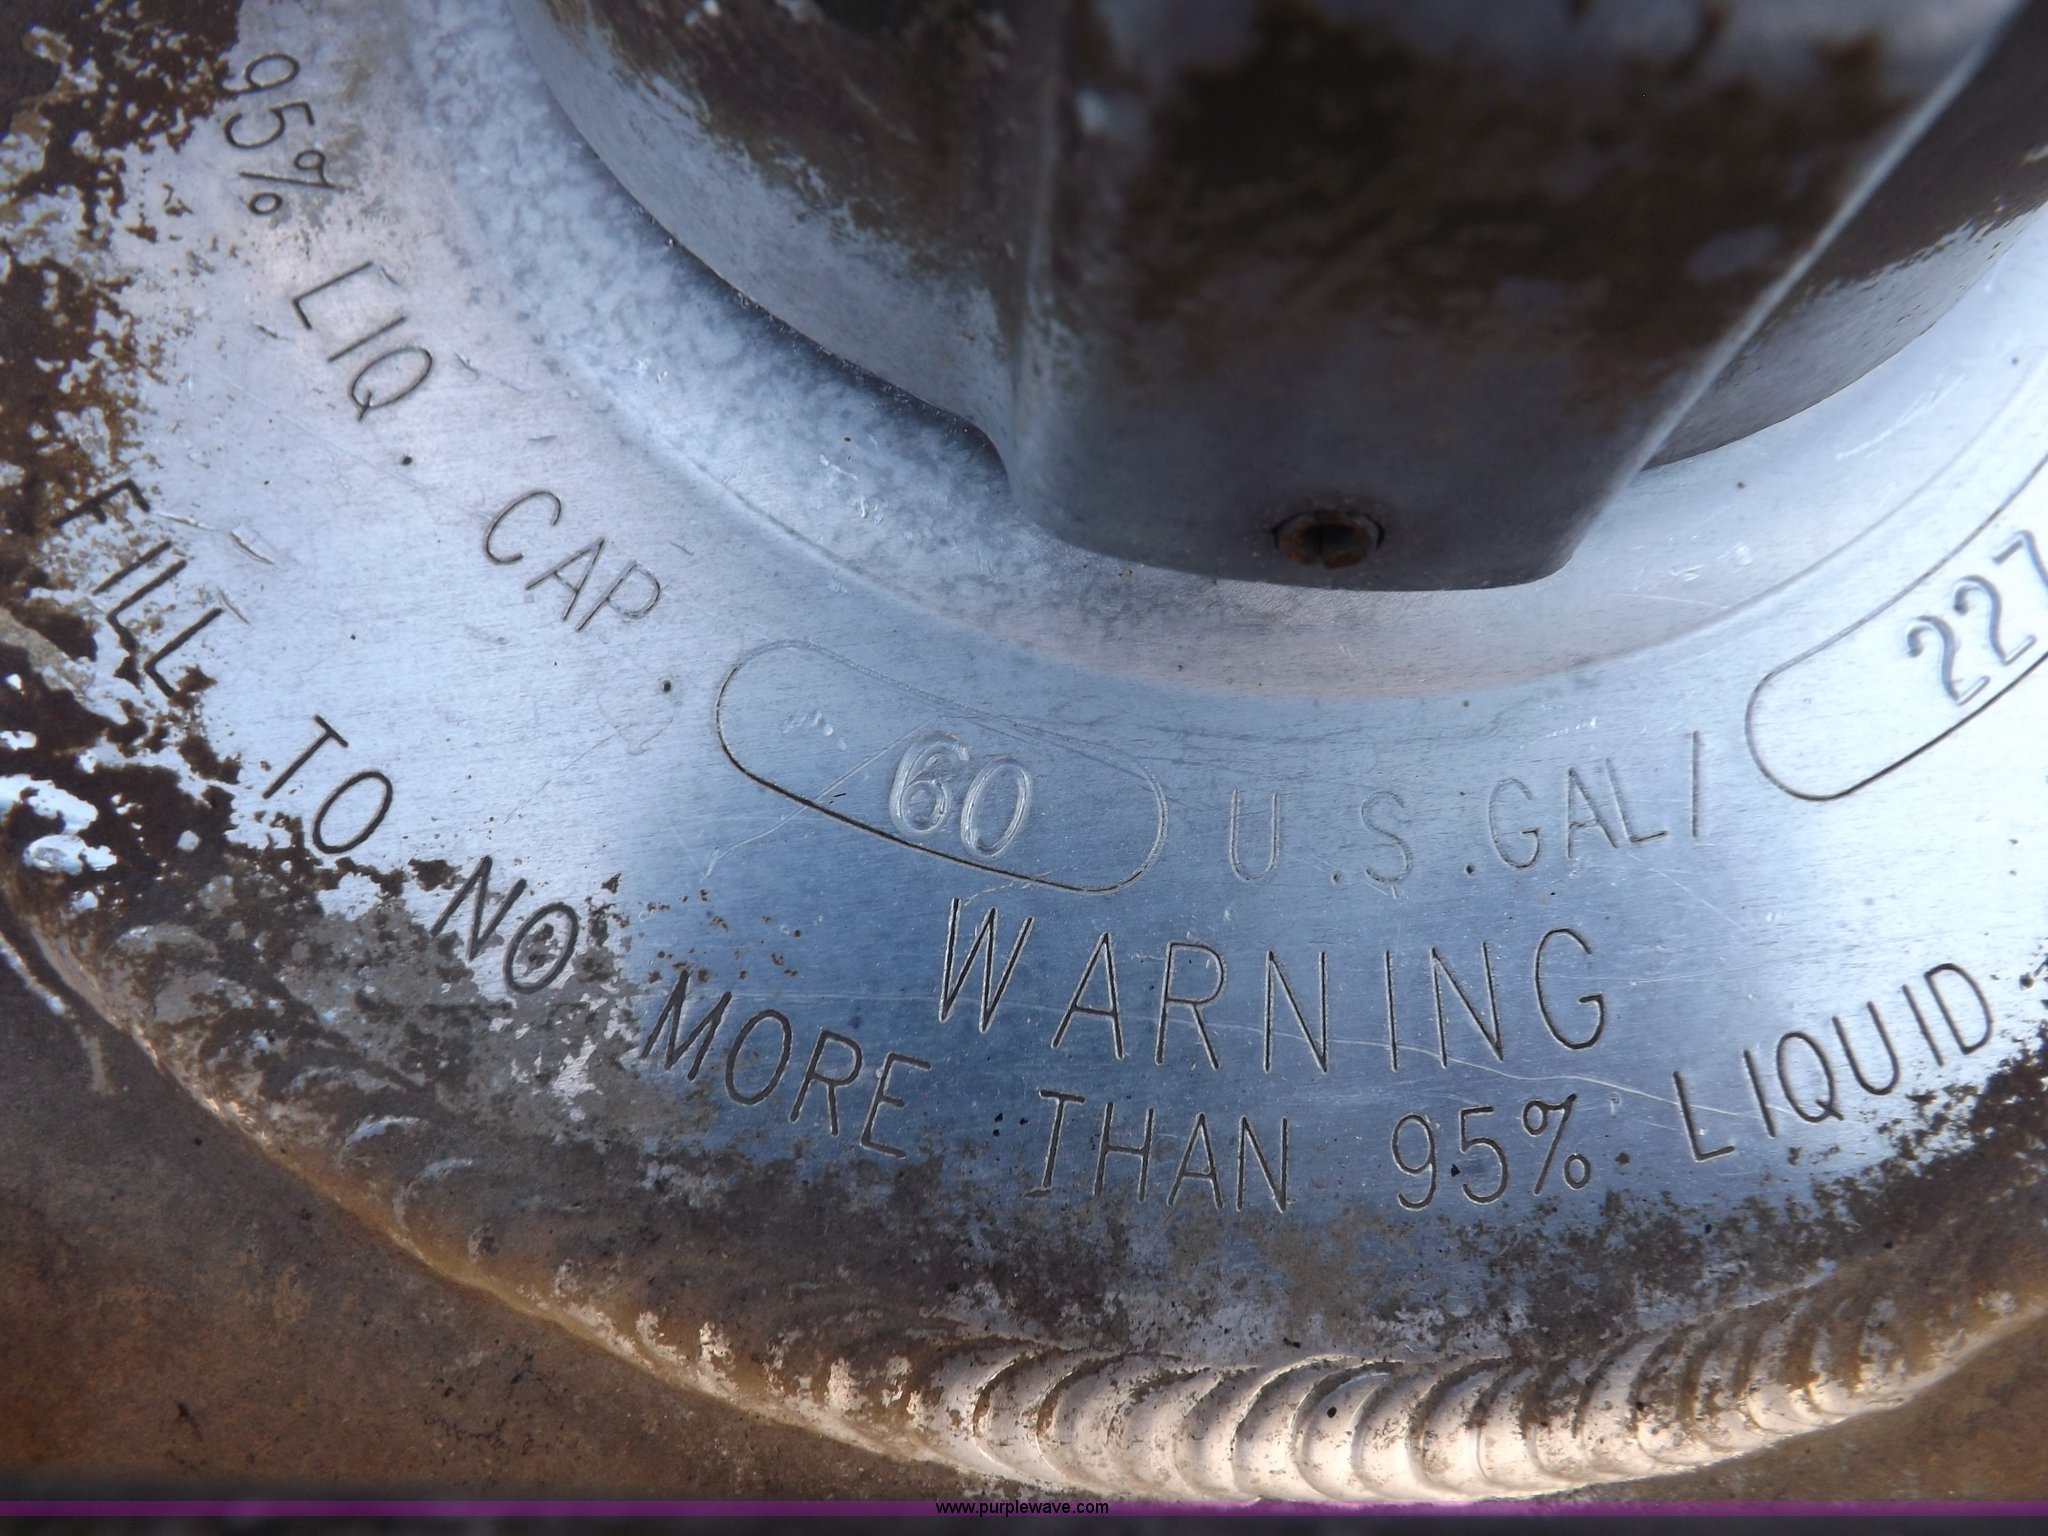 95% LIQ. CAP. 60 U.S.GAL/ 227
WARNING
FILL TO NO MORE THAN 95% LIQUID
www.purplewave.com